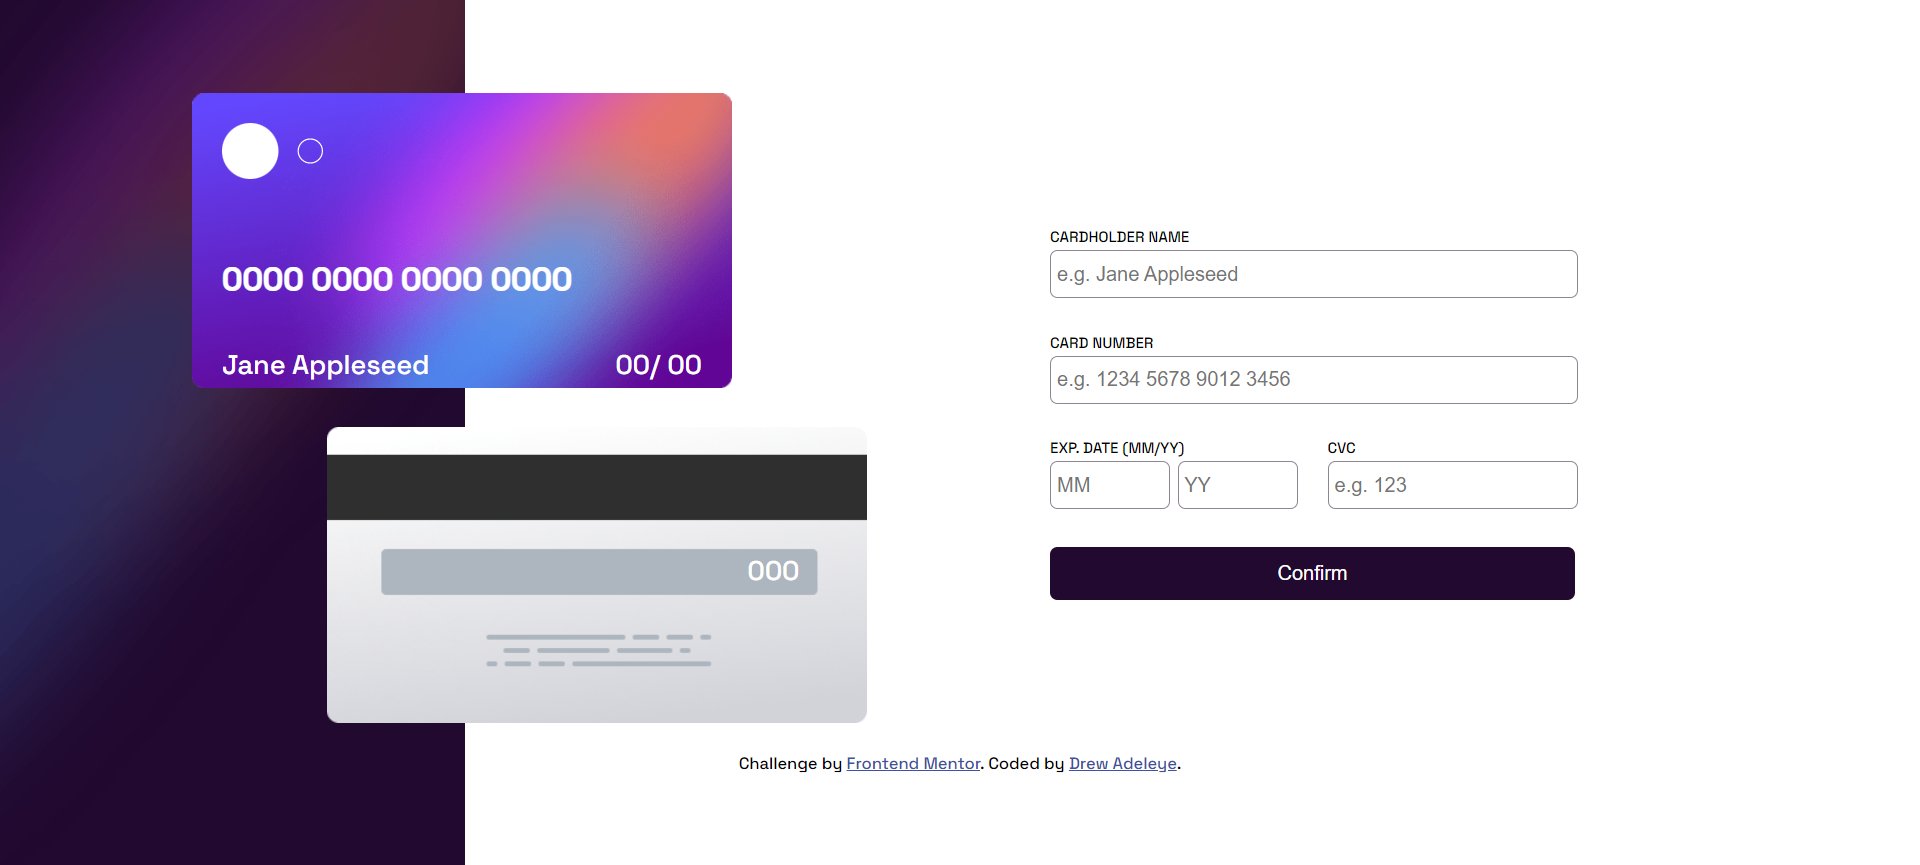 0000 0000 0000 0000
Jane Appleseed
00/ 00
000
CARDHOLDER NAME
e.g. Jane Appleseed
CARD NUMBER
e.g. 1234 5678 9012 3456
EXP. DATE (MM/YY)
CVC
MM
YY
e.g. 123
Confirm
Challenge by Frontend Mentor. Coded by Drew Adeleye.